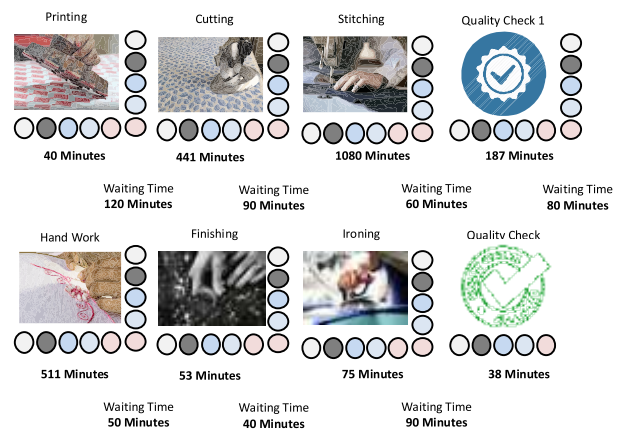 Printing
Cutting
Stitching
Quality Check 1
40 Minutes
441 Minutes
1080 Minutes
187 Minutes
Waiting Time
120 Minutes
Waiting Time
90 Minutes
Waiting Time
60 Minutes
Waiting Time
80 Minutes
Hand Work
Finishing
Ironing
Quality Check
511 Minutes
53 Minutes
75 Minutes
38 Minutes
Waiting Time
50 Minutes
Waiting Time
40 Minutes
Waiting Time
90 Minutes